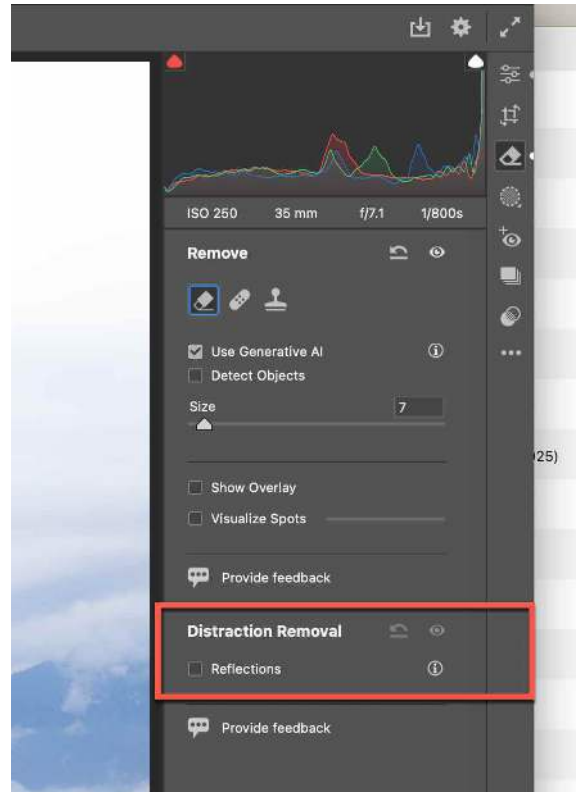 ISO 250 35 mm f/7.1 1/800s
Remove
Use Generative AI
Detect Objects
Size 7
025)
Show Overlay
Visualize Spots
Provide feedback
Distraction Removal
Reflections
Provide feedback